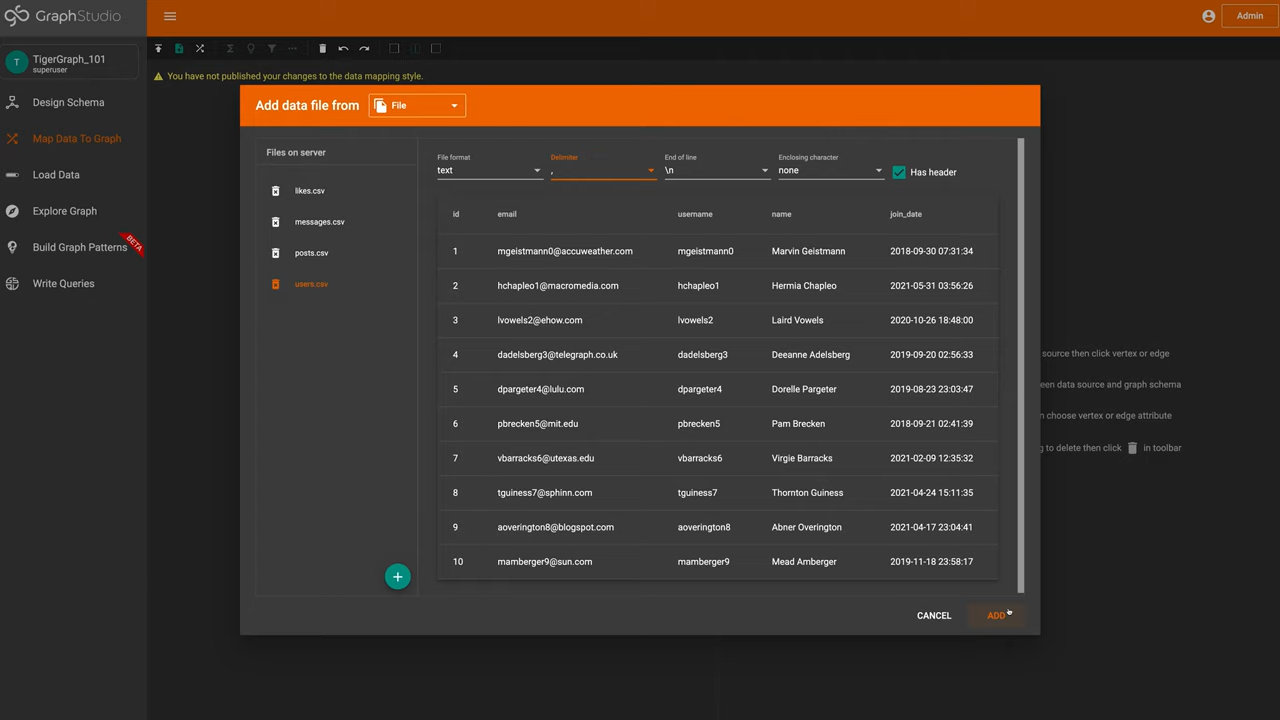 GraphStudio
Admin
T
TigerGraph_101
superuser
Design Schema
Map Data To Graph
Load Data
Explore Graph
Build Graph Patterns
BETA
Write Queries
You have not published your changes to the data mapping style.
Add data file from
File
Files on server
likes.csv
messages.csv
posts.csv
users.csv
File format
text
Delimiter
,
End of line
\n
Enclosing character
none
Has header
id email username name join_date
1 mgeistmann0@accuweather.com mgeistmann0 Marvin Geistmann 2018-09-30 07:31:34
2 hchapleo1@macromedia.com hchapleo1 Hermia Chapleo 2021-05-31 03:56:26
3 lvowels2@ehow.com lvowels2 Laird Vowels 2020-10-26 18:48:00
4 dadelsberg3@telegraph.co.uk dadelsberg3 Deeanne Adelsberg 2019-09-20 02:56:33
5 dpargeter4@lulu.com dpargeter4 Dorelle Pargeter 2019-08-23 23:03:47
6 pbrecken5@mit.edu pbrecken5 Pam Brecken 2018-09-21 02:41:39
7 vbarracks6@utexas.edu vbarracks6 Virgie Barracks 2021-02-09 12:35:32
8 tguiness7@sphinn.com tguiness7 Thornton Guiness 2021-04-24 15:11:35
9 aoverington8@blogspot.com aoverington8 Abner Overington 2021-04-17 23:04:41
10 mamberger9@sun.com mamberger9 Mead Amberger 2019-11-18 23:58:17
CANCEL
ADD
source then click vertex or edge
een data source and graph schema
n choose vertex or edge attribute
g to delete then click in toolbar